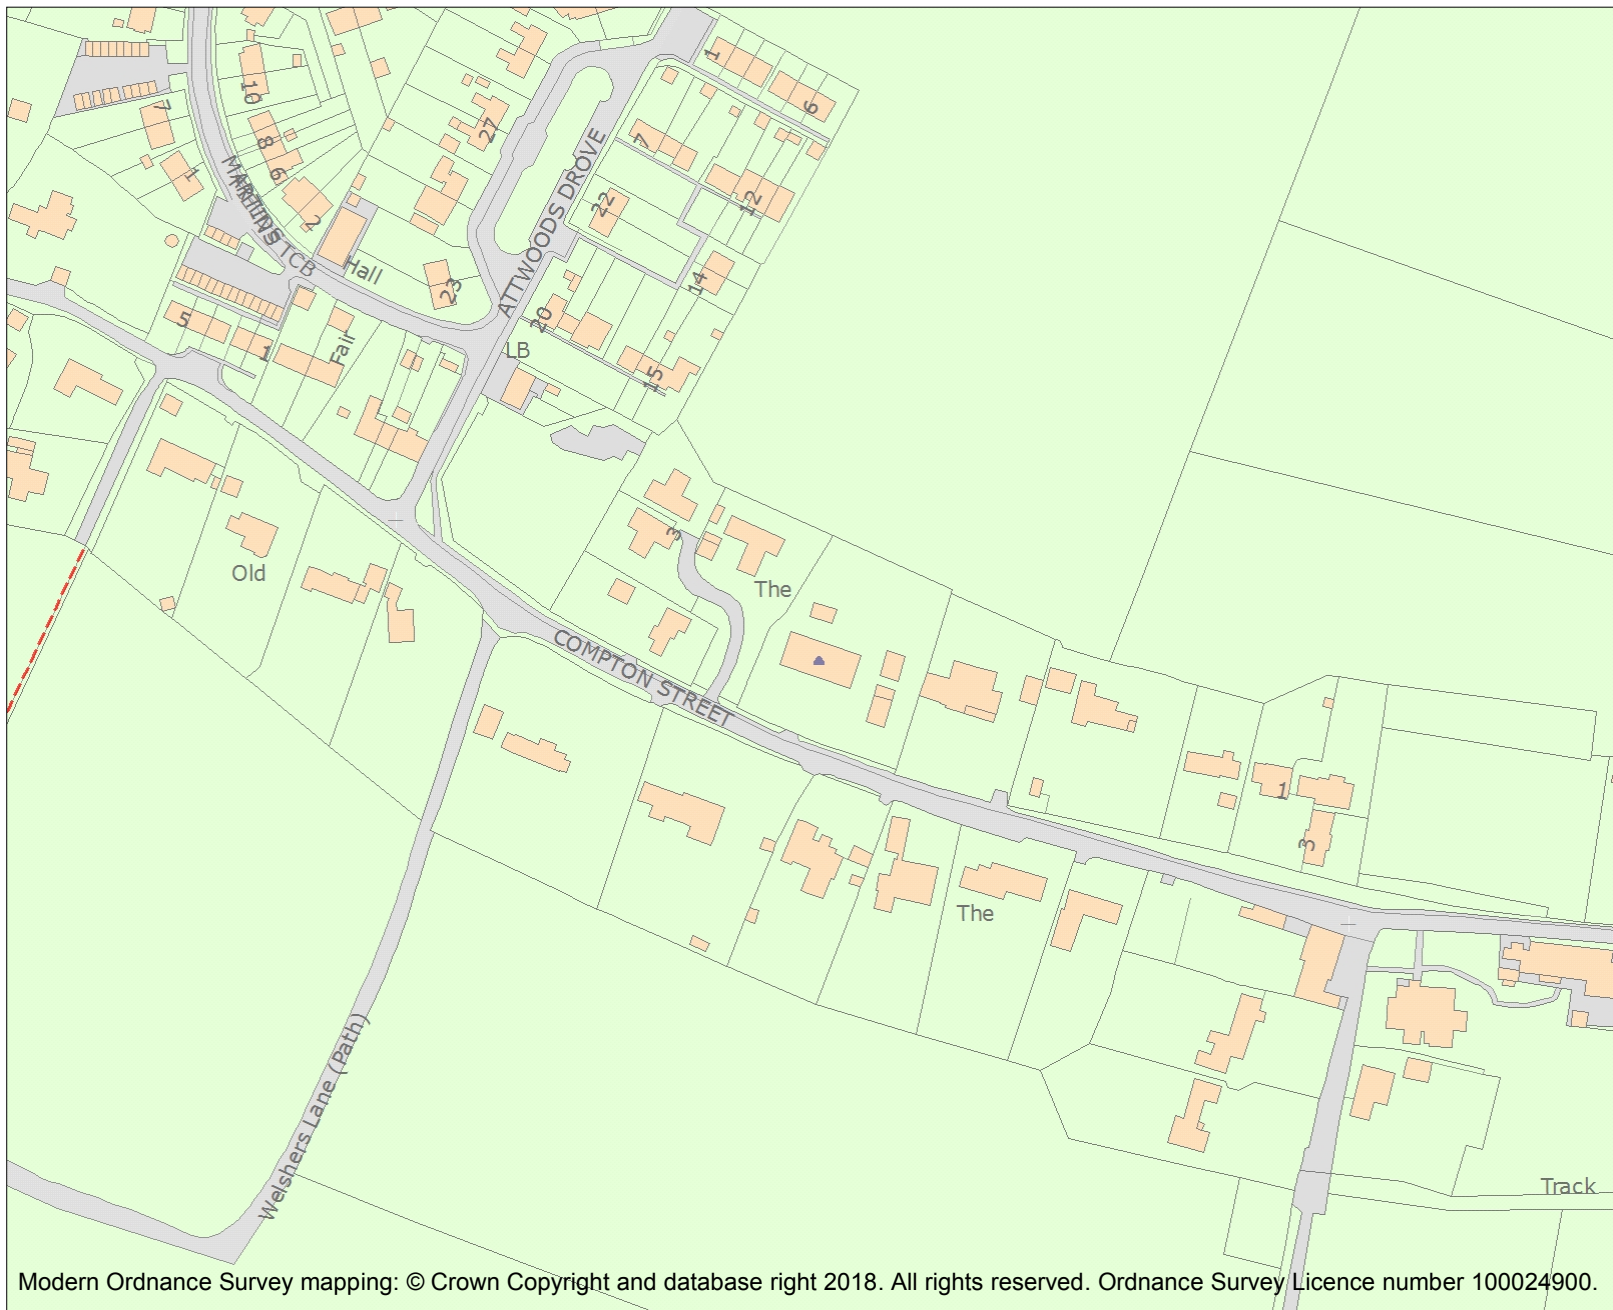 1
6
10
7
27
7
8
6
1
2
22
12
ATTWOODS DROVE
TCB
Hall
23
14
5
1
Fair
20
LB
15
3
Old
The
COMPTON STREET
1
3
The
Welshers Lane (Path)
Track
Modern Ordnance Survey mapping: © Crown Copyright and database right 2018. All rights reserved. Ordnance Survey Licence number 100024900.